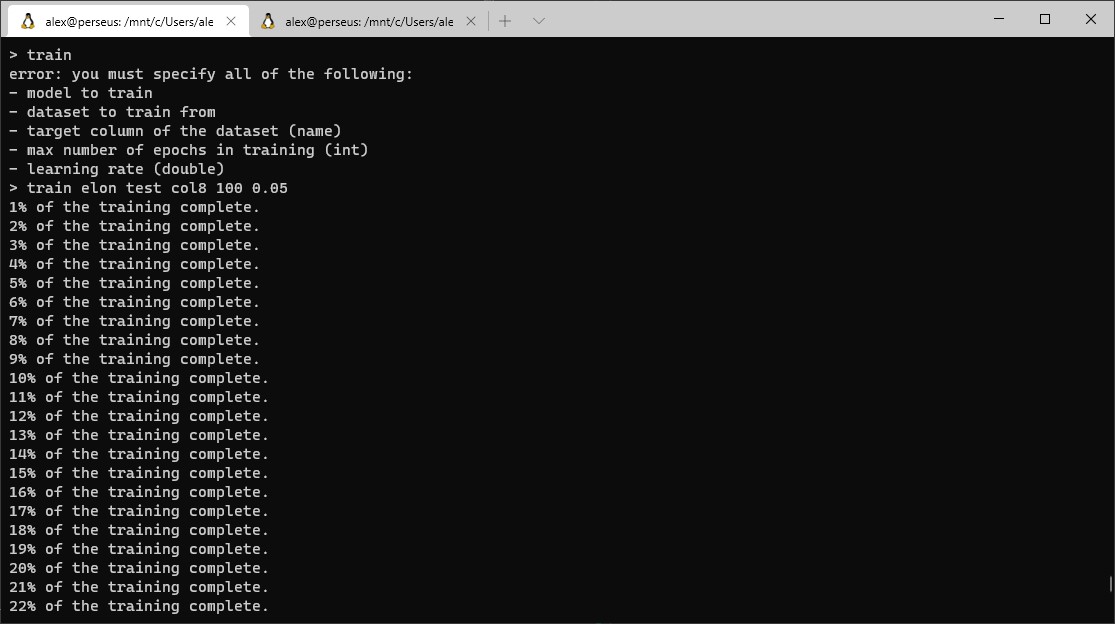 alex@perseus: /mnt/c/Users/ale
alex@perseus: /mnt/c/Users/ale
> train
error: you must specify all of the following:
- model to train
- dataset to train from
- target column of the dataset (name)
- max number of epochs in training (int)
- learning rate (double)
> train elon test col8 100 0.05
1% of the training complete.
2% of the training complete.
3% of the training complete.
4% of the training complete.
5% of the training complete.
6% of the training complete.
7% of the training complete.
8% of the training complete.
9% of the training complete.
10% of the training complete.
11% of the training complete.
12% of the training complete.
13% of the training complete.
14% of the training complete.
15% of the training complete.
16% of the training complete.
17% of the training complete.
18% of the training complete.
19% of the training complete.
20% of the training complete.
21% of the training complete.
22% of the training complete.